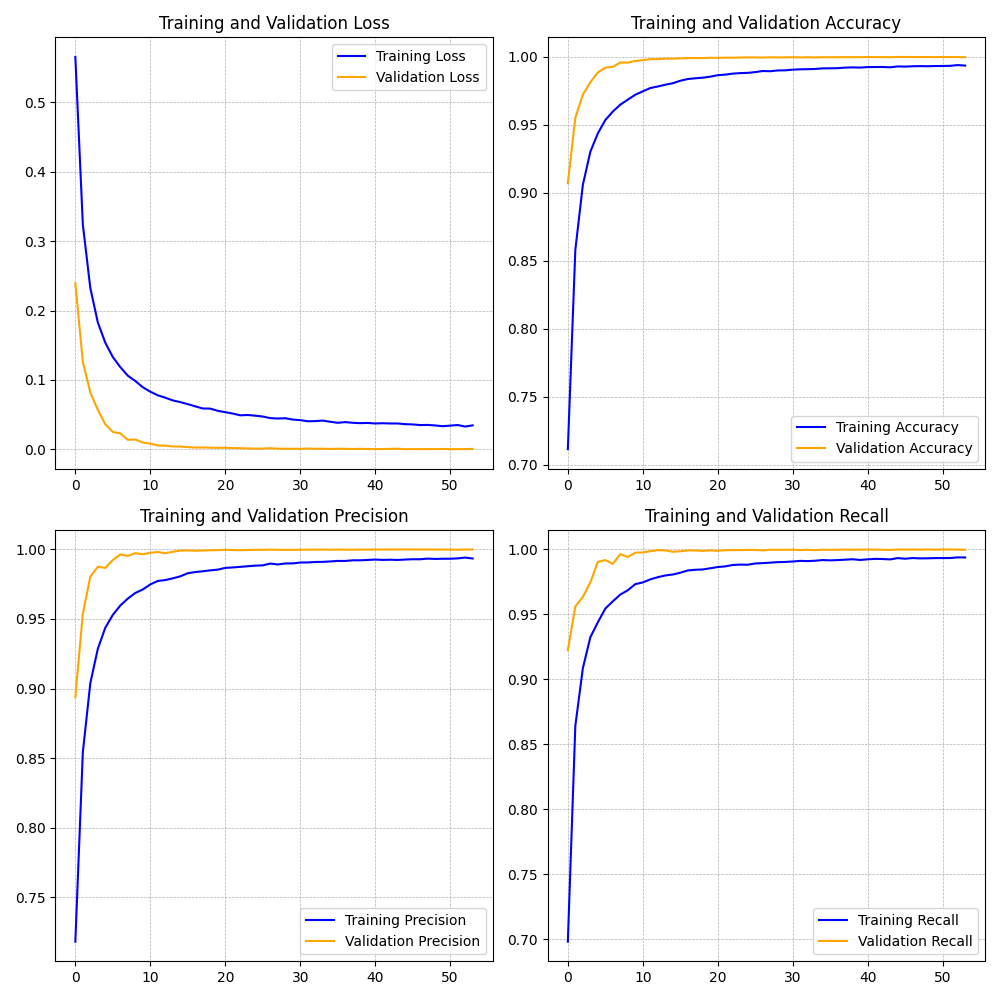 Training and Validation Loss
Training Loss
Validation Loss
0.5
0.4
0.3
0.2
0.1
0.0
0 10 20 30 40 50
Training and Validation Accuracy
1.00
0.95
0.90
0.85
0.80
0.75
0.70
Training Accuracy
Validation Accuracy
0 10 20 30 40 50
Training and Validation Precision
1.00
0.95
0.90
0.85
0.80
0.75
Training Precision
Validation Precision
0 10 20 30 40 50
Training and Validation Recall
1.00
0.95
0.90
0.85
0.80
0.75
0.70
Training Recall
Validation Recall
0 10 20 30 40 50